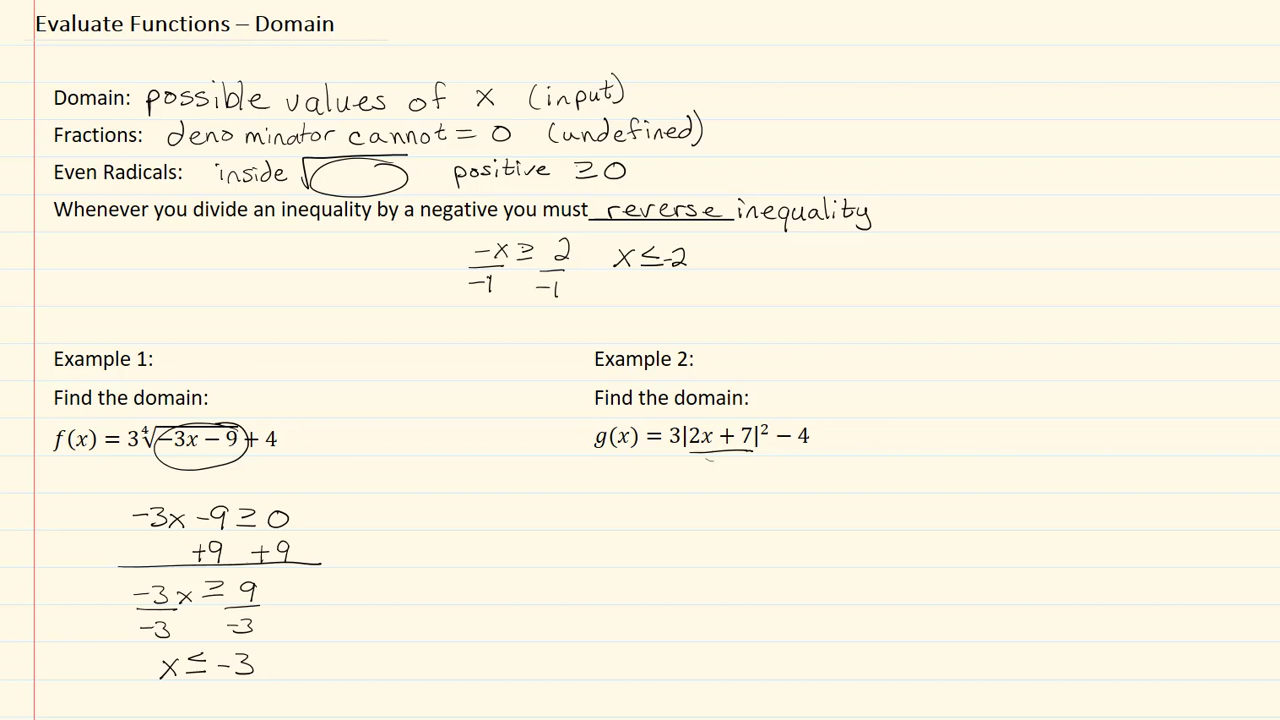 Evaluate Functions – Domain
Domain: possible values of x (input)
Fractions: denominator cannot = 0 (undefined)
Even Radicals: inside √ positive ≥ 0
Whenever you divide an inequality by a negative you must reverse inequality
-x ≥ 2 x ≤ -2
-1 -1
Example 1:
Find the domain:
f(x) = 3∜(−3x − 9) + 4
-3x -9 ≥ 0
+9 +9
-3x ≥ 9
-3 -3
x ≤ -3
Example 2:
Find the domain:
g(x) = 3|2x + 7|² − 4